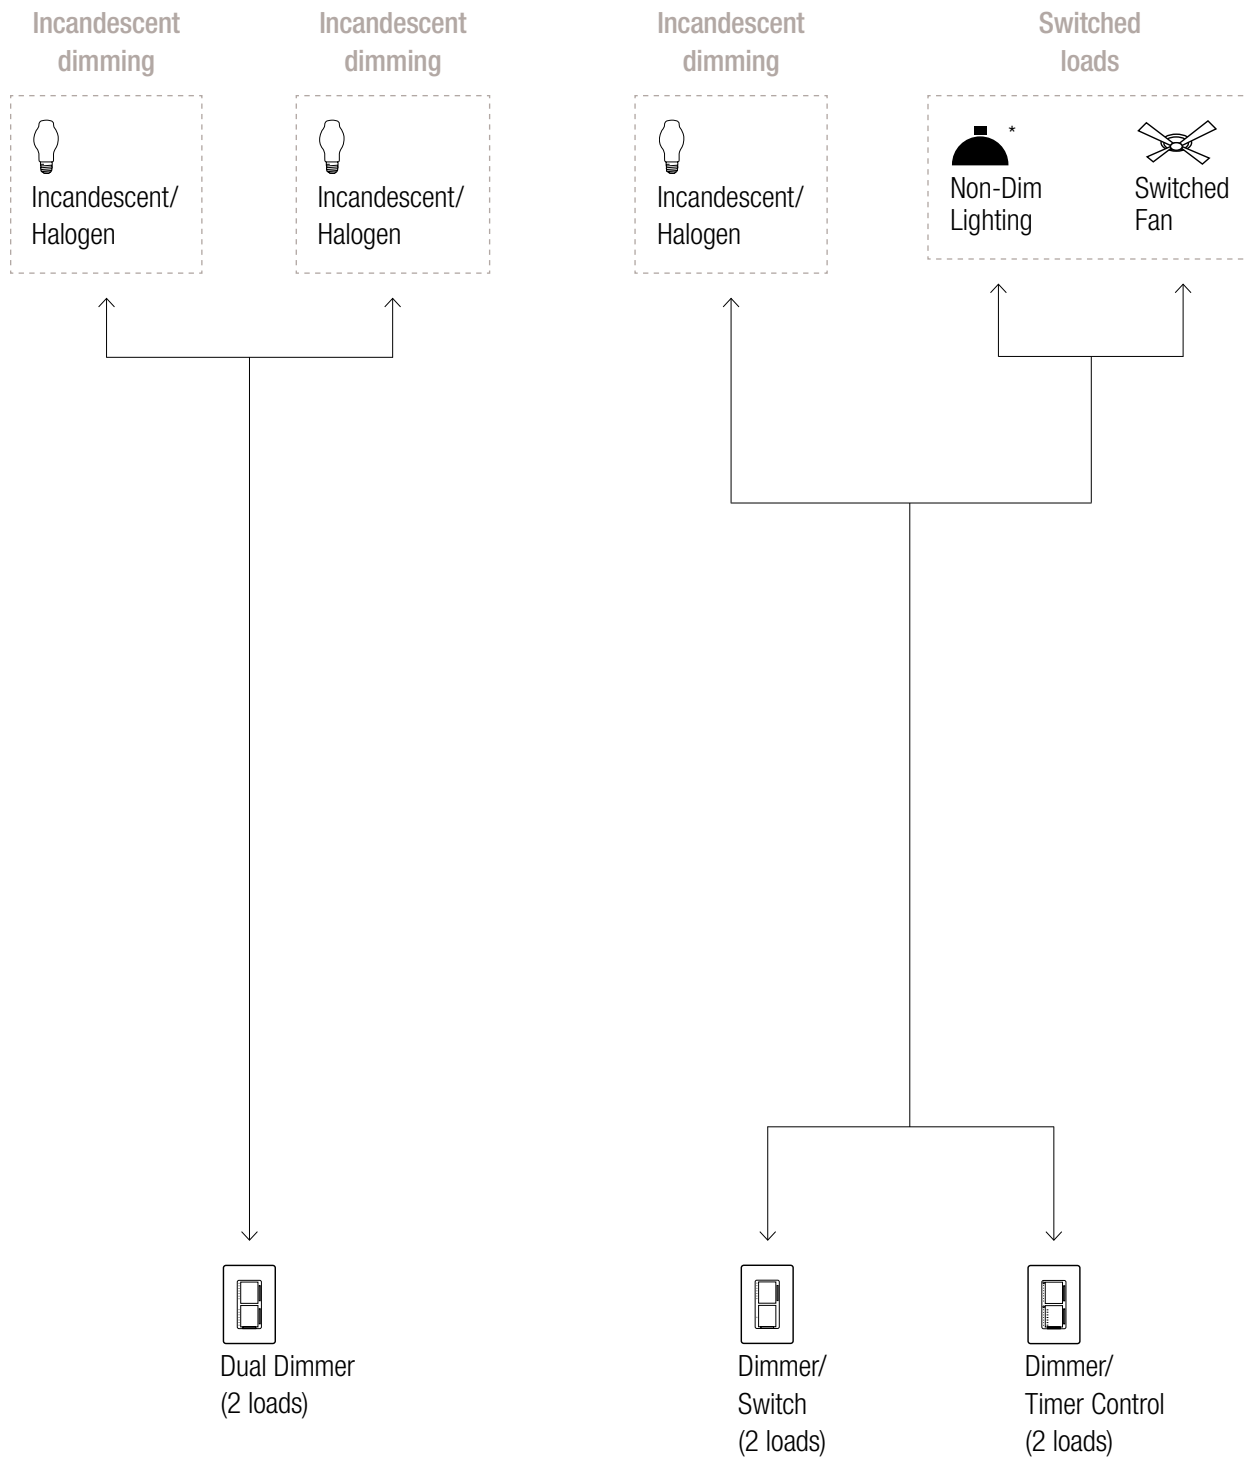 Incandescent
dimming
Incandescent
dimming
Incandescent
dimming
Switched
loads
Incandescent/
Halogen
Incandescent/
Halogen
Incandescent/
Halogen
*
Non-Dim
Lighting
Switched
Fan
Dual Dimmer
(2 loads)
Dimmer/
Switch
(2 loads)
Dimmer/
Timer Control
(2 loads)